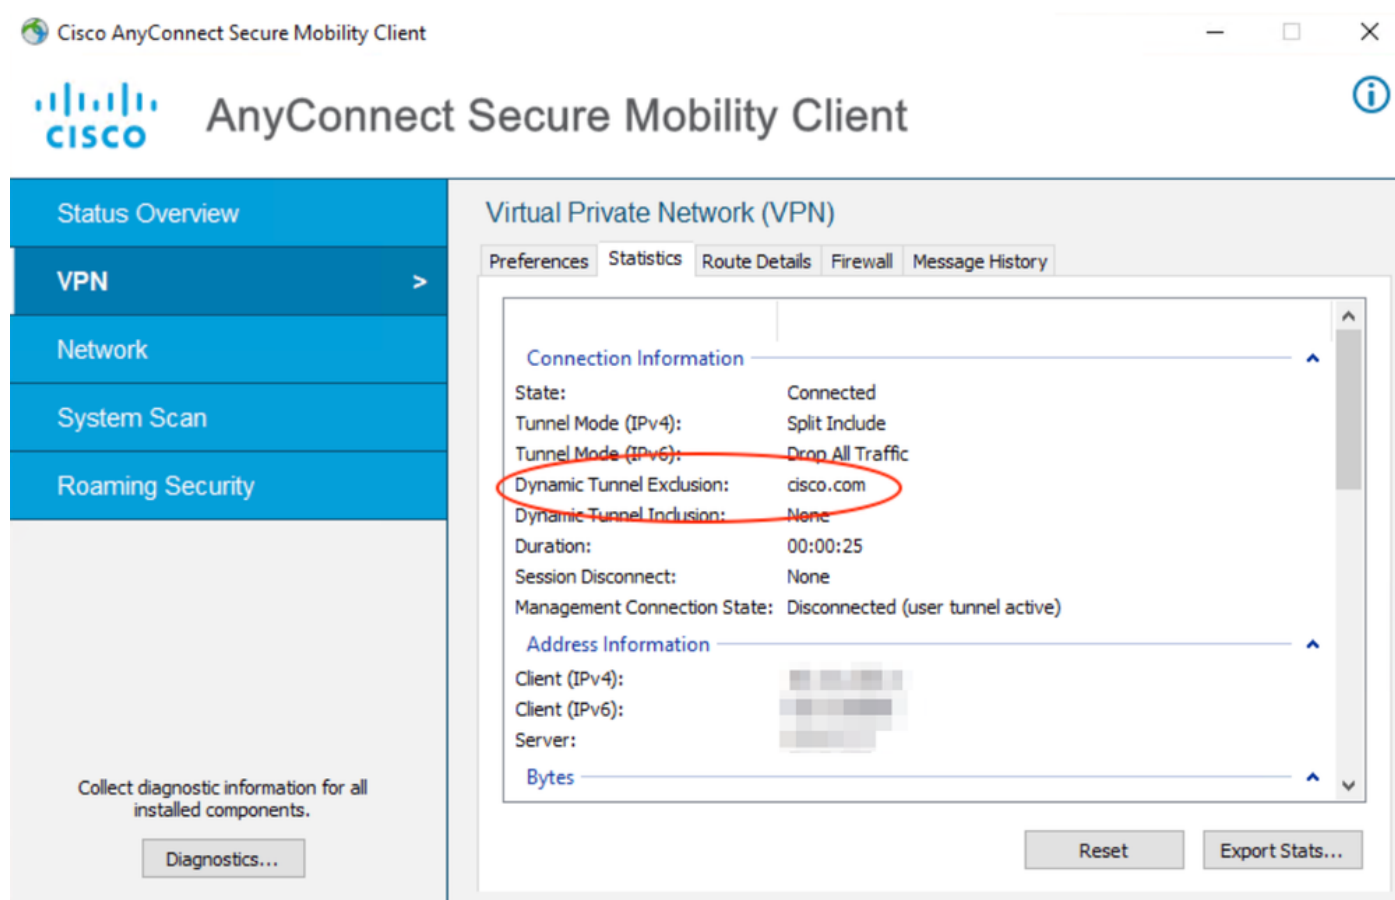 Cisco AnyConnect Secure Mobility Client
CISCO
AnyConnect Secure Mobility Client
Status Overview
VPN >
Network
System Scan
Roaming Security
Collect diagnostic information for all
installed components.
Diagnostics...
Virtual Private Network (VPN)
Preferences Statistics Route Details Firewall Message History
Connection Information
State: Connected
Tunnel Mode (IPv4): Split Include
Tunnel Mode (IPv6): Drop All Traffic
Dynamic Tunnel Exclusion: cisco.com
Dynamic Tunnel Inclusion: None
Duration: 00:00:25
Session Disconnect: None
Management Connection State: Disconnected (user tunnel active)
Address Information
Client (IPv4):
Client (IPv6):
Server:
Bytes
Reset Export Stats...